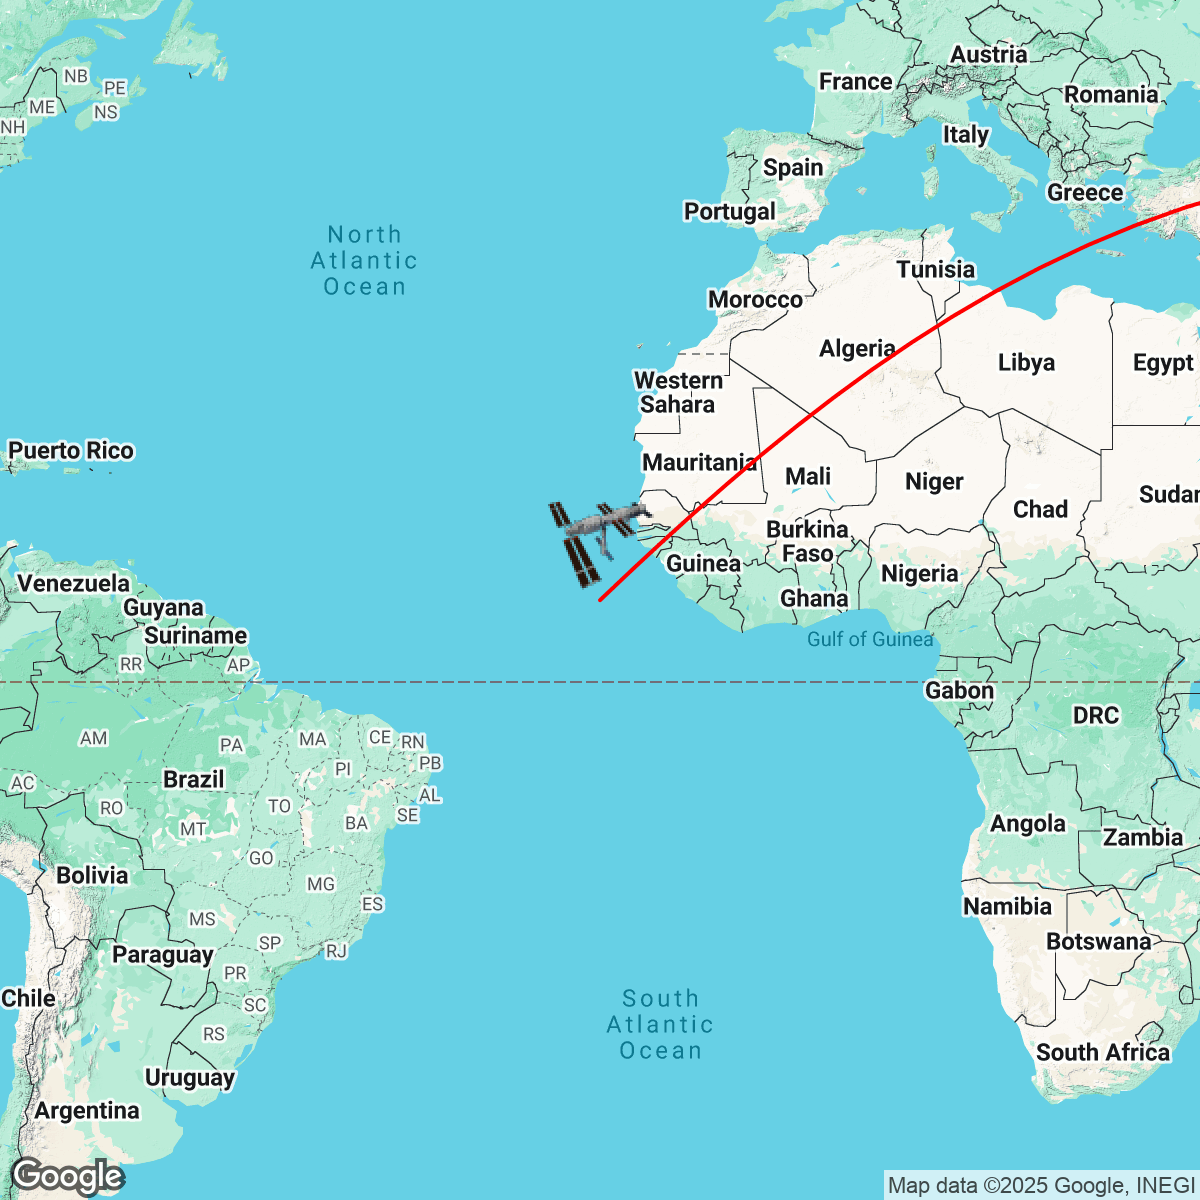 Austria
NB
France
PE
Romania
ME
NS
NH
Italy
Spain
Greece
Portugal
North
Atlantic
Ocean
Tunisia
Morocco
Algeria
Libya
Egypt
Western
Sahara
Puerto Rico
Mauritania
Mali
Niger
Sudan
Chad
Burkina
Faso
Guinea
Nigeria
Venezuela
Ghana
Guyana
Suriname
Gulf of Guinea
RR
AP
Gabon
DRC
AM
PA
MA
CE
RN
PI
PB
Brazil
AC
AL
RO
TO
SE
MT
BA
Angola
Zambia
GO
Bolivia
MG
ES
Namibia
MS
SP
RJ
Botswana
Paraguay
PR
Chile
SC
South
Atlantic
Ocean
RS
South Africa
Uruguay
Argentina
Google
Map data ©2025 Google, INEGI